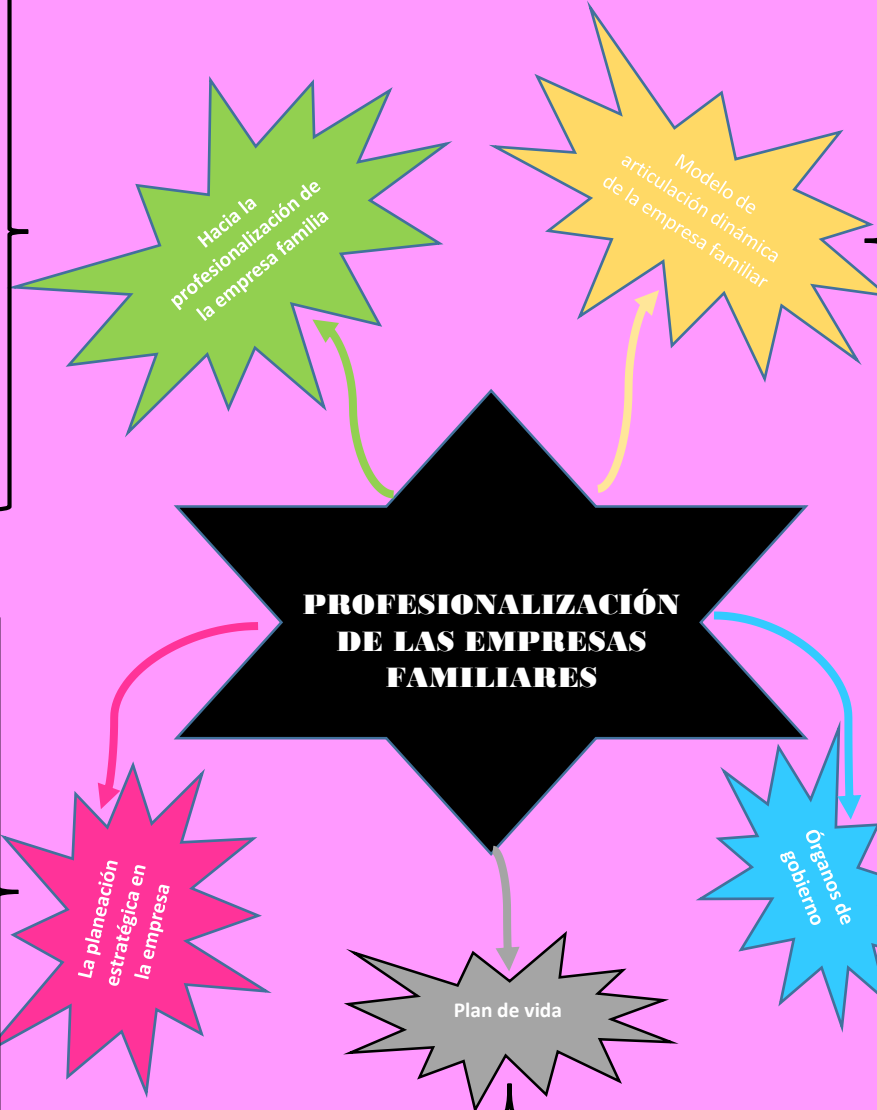 Hacia la
profesionalización de
la empresa familia
Modelo de
articulación dinámica
de la empresa familiar
PROFESIONALIZACIÓN
DE LAS EMPRESAS
FAMILIARES
La planeación
estratégica en
la empresa
Órganos de
gobierno
Plan de vida